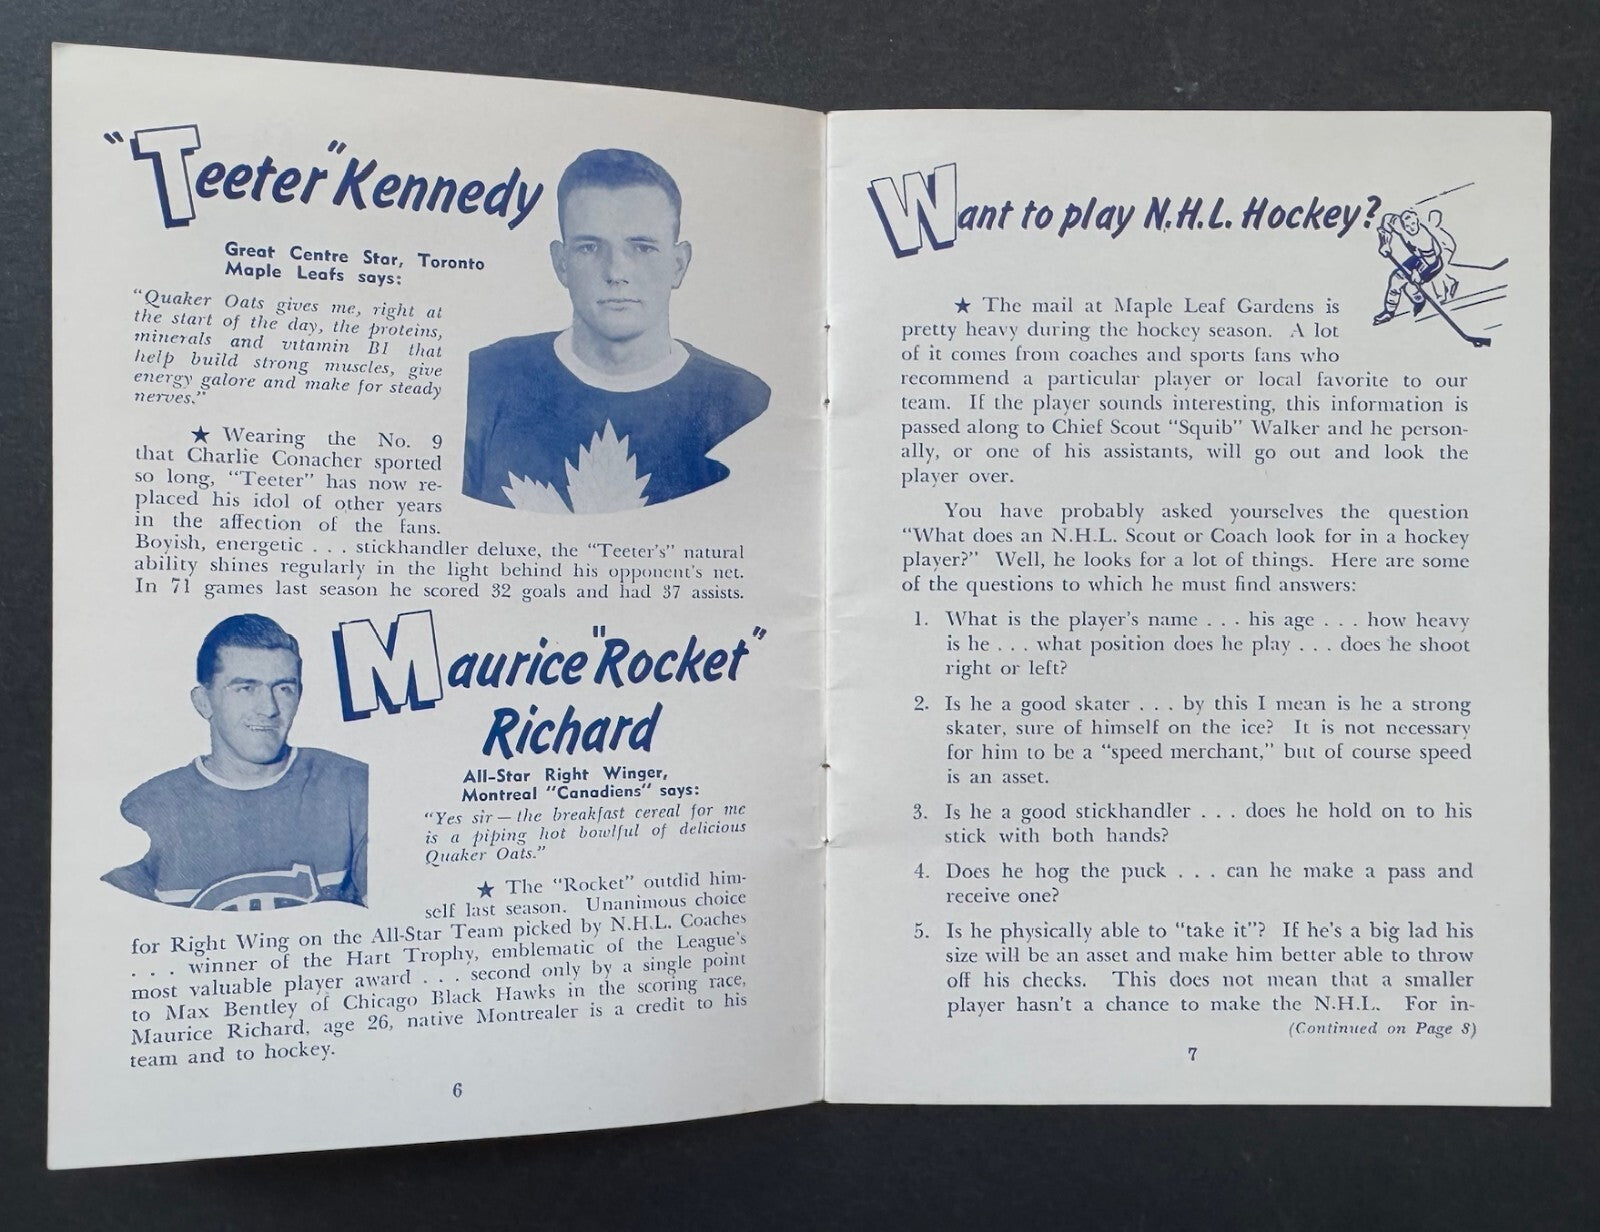 "Teeter" Kennedy
Great Centre Star, Toronto
Maple Leafs says:
"Quaker Oats gives me, right at
the start of the day, the proteins,
minerals and vitamin B1 that
help build strong muscles, give
energy galore and make for steady
nerves."
★ Wearing the No. 9
that Charlie Conacher sported
so long, "Teeter" has now re-
placed his idol of other years
in the affection of the fans.
Boyish, energetic . . . stickhandler deluxe, the "Teeter's" natural
ability shines regularly in the light behind his opponent's net.
In 71 games last season he scored 32 goals and had 37 assists.
Maurice "Rocket"
Richard
All-Star Right Winger,
Montreal "Canadiens" says:
"Yes sir — the breakfast cereal for me
is a piping hot bowlful of delicious
Quaker Oats."
★ The "Rocket" outdid him-
self last season. Unanimous choice
for Right Wing on the All-Star Team picked by N.H.L. Coaches
. . . winner of the Hart Trophy, emblematic of the League's
most valuable player award . . . second only by a single point
to Max Bentley of Chicago Black Hawks in the scoring race,
Maurice Richard, age 26, native Montrealer is a credit to his
team and to hockey.
6
Want to play N.H.L. Hockey?
★ The mail at Maple Leaf Gardens is
pretty heavy during the hockey season. A lot
of it comes from coaches and sports fans who
recommend a particular player or local favorite to our
team. If the player sounds interesting, this information is
passed along to Chief Scout "Squib" Walker and he person-
ally, or one of his assistants, will go out and look the
player over.
You have probably asked yourselves the question
"What does an N.H.L. Scout or Coach look for in a hockey
player?" Well, he looks for a lot of things. Here are some
of the questions to which he must find answers:
1. What is the player's name . . . his age . . . how heavy
is he . . . what position does he play . . . does he shoot
right or left?
2. Is he a good skater . . . by this I mean is he a strong
skater, sure of himself on the ice? It is not necessary
for him to be a "speed merchant," but of course speed
is an asset.
3. Is he a good stickhandler . . . does he hold on to his
stick with both hands?
4. Does he hog the puck . . . can he make a pass and
receive one?
5. Is he physically able to "take it"? If he's a big lad his
size will be an asset and make him better able to throw
off his checks. This does not mean that a smaller
player hasn't a chance to make the N.H.L. For in-
(Continued on Page 8)
7